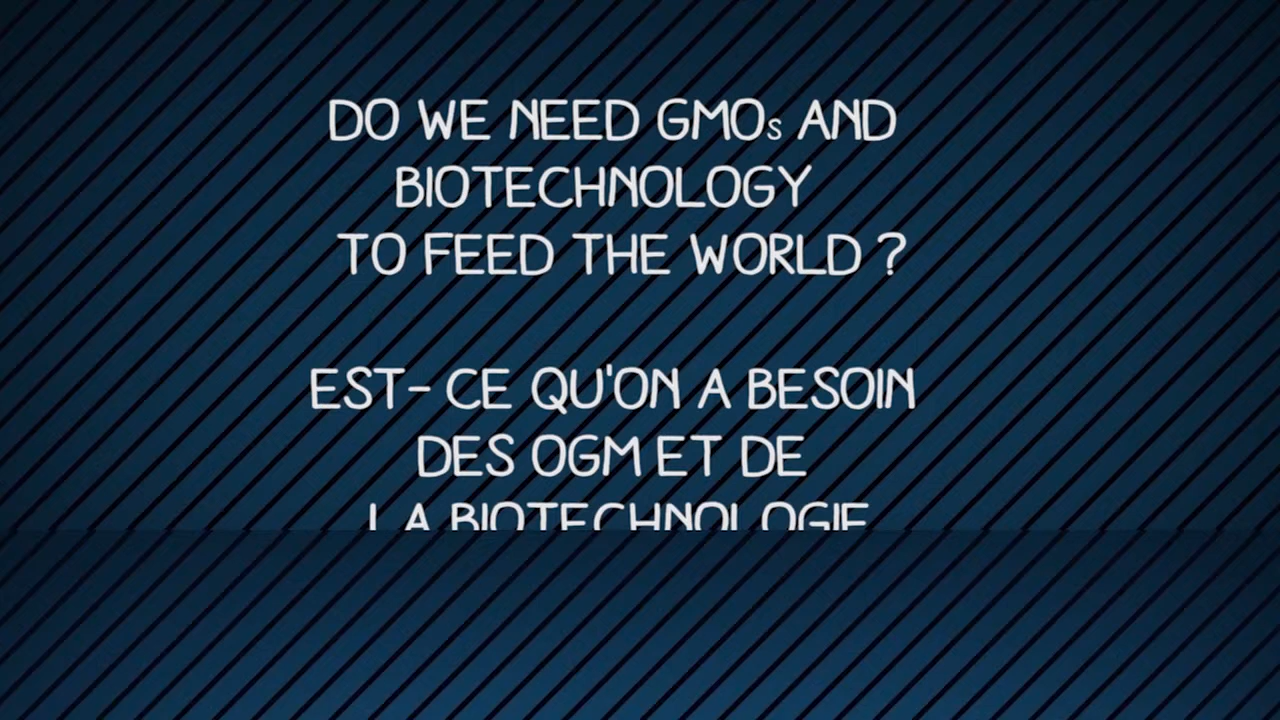 DO WE NEED GMOs AND
BIOTECHNOLOGY
TO FEED THE WORLD ?
EST- CE QU'ON A BESOIN
DES OGM ET DE
LA BIOTECHNOLOGIE